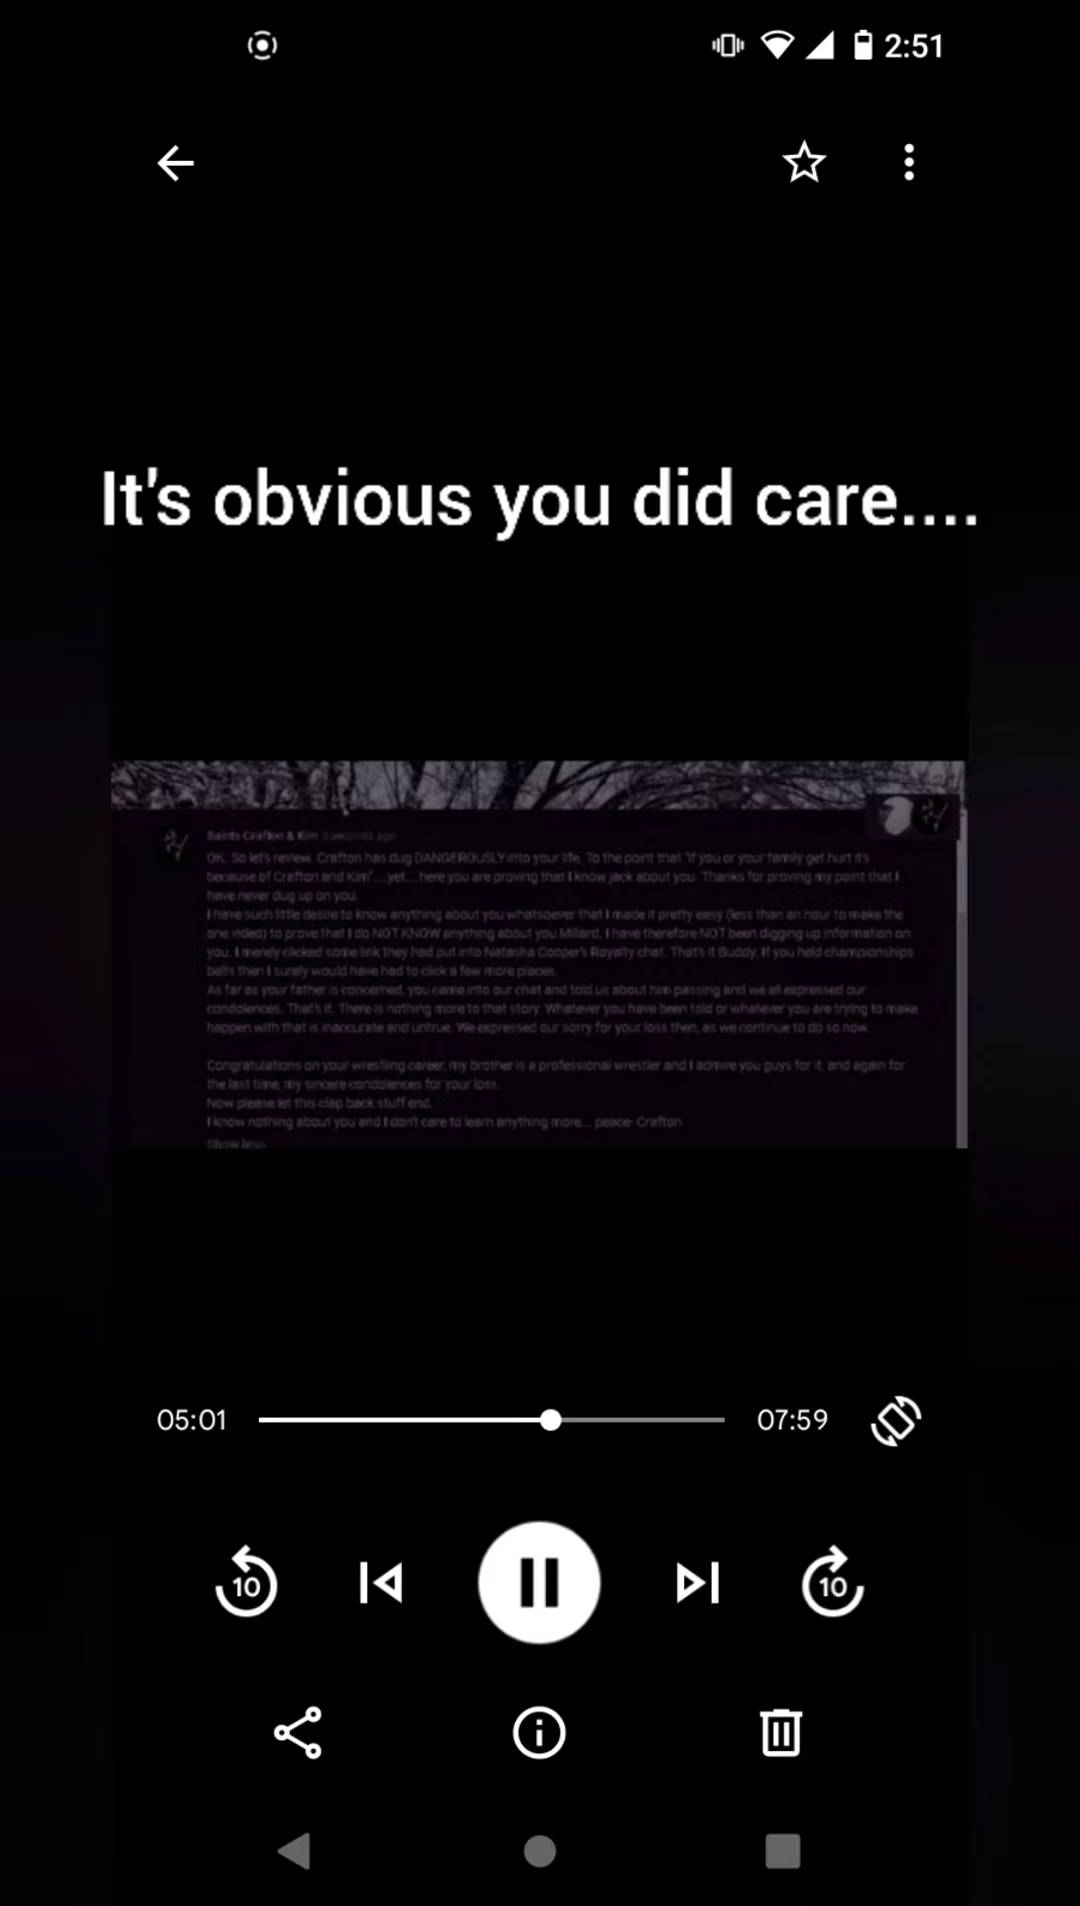 2:51
It's obvious you did care....
Saints Crafton & Kim 0 seconds ago
OK. So let's review. Crafton has dug DANGEROUSLY into your life. To the point that "if you or your family get hurt it's
because of Crafton and Kim"....yet.... here you are proving that I know jack about you. Thanks for proving my point that I
have never dug up on you.
I have such little desire to know anything about you whatsoever that I made it pretty easy (less than an hour to make the
one video) to prove that I do NOT KNOW anything about you Millard. I have therefore NOT been digging up information on
you. I merely clicked some link they had put into Natasha Cooper's Royalty chat. That's it Buddy. If you held championships
belts then I surely would have had to click a few more places.
As far as your father is concerned, you came into our chat and told us about him passing and we all expressed our
condolences. That's it. There is nothing more to that story. Whatever you have been told or whatever you are trying to make
happen with that is inaccurate and untrue. We expressed our sorry for your loss then, as we continue to do so now.
Congratulations on your wrestling career, my brother is a professional wrestler and I admire you guys for it, and again for
the last time, my sincere condolences for your loss.
Now please let this clap back stuff end.
I know nothing about you and I don't care to learn anything more... peace- Crafton
Show less
05:01
07:59
10
10